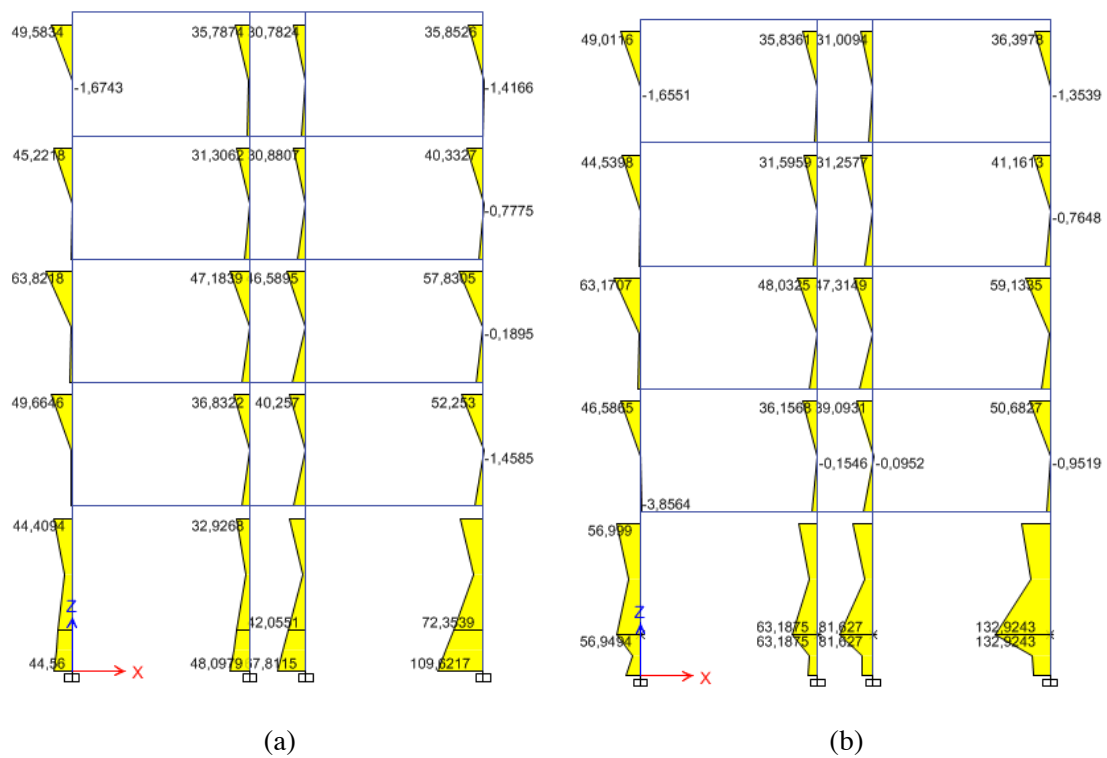 49,5834 35,7874 30,7824 35,8526
-1,6743 -1,4166
45,2218 31,3062 30,8807 40,3327
-0,7775
63,8218 47,1839 46,5895 57,8305
-0,1895
49,6646 36,8322 40,257 52,253
-1,4585
44,4094 32,9268
Z
42,0551 72,3539
44,56 48,0979 57,8115 109,6217
X
(a)
49,0116 35,8361 31,0094 36,3978
-1,6551 -1,3539
44,5398 31,5959 31,2577 41,1613
-0,7648
63,1707 48,0325 47,3149 59,1335
46,5865 36,1568 39,0931 50,6827
-0,1546 -0,0952 -0,9519
-3,8564
56,999
Z
63,1875 81,627 132,9243
56,9494 63,1875 81,627 132,9243
X
(b)